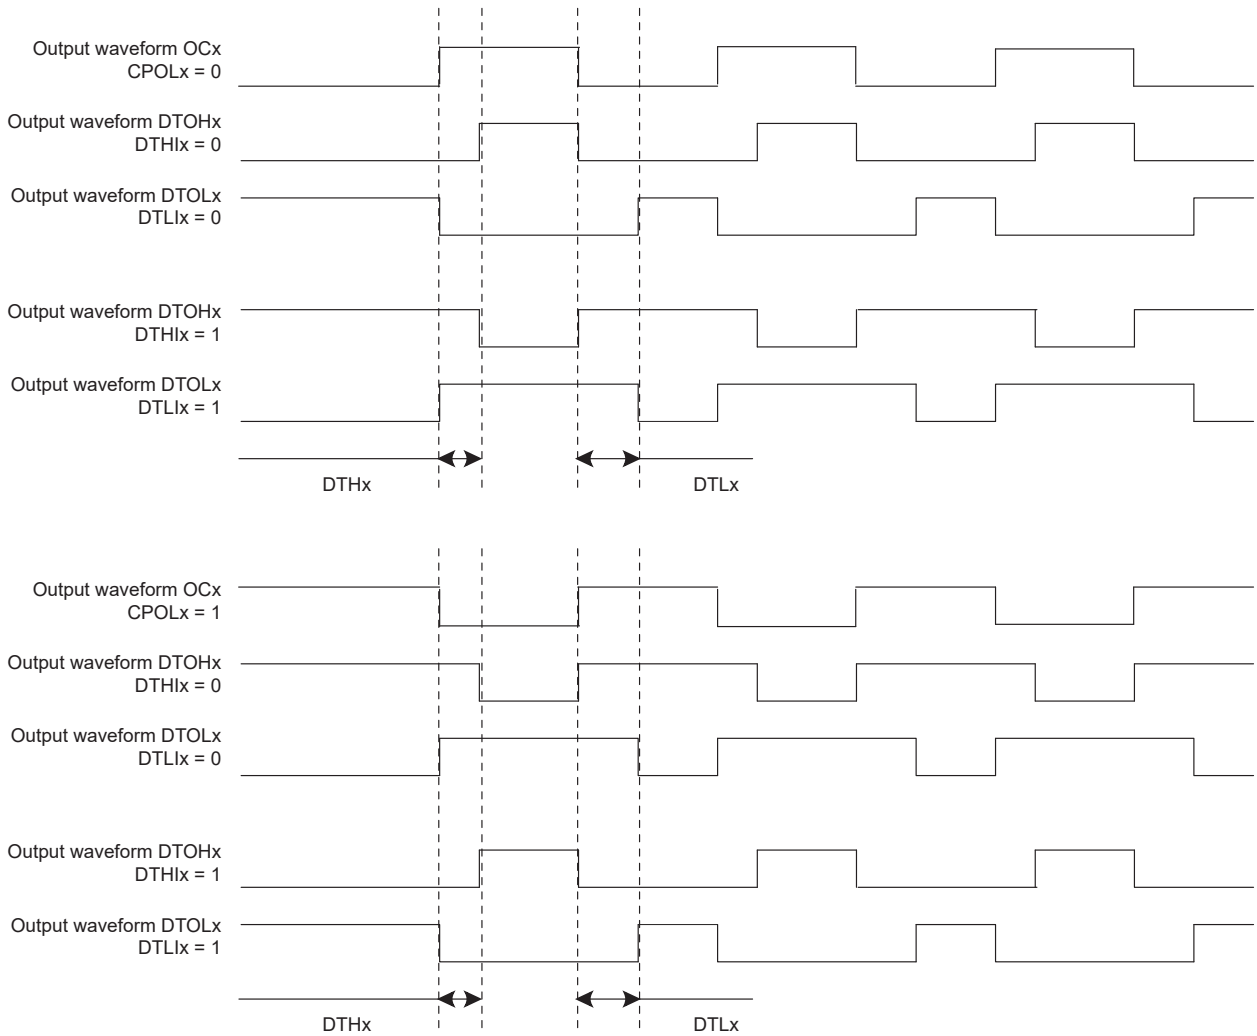 Output waveform OCx
CPOLx = 0
Output waveform DTOHx
DTHIx = 0
Output waveform DTOLx
DTLIx = 0
Output waveform DTOHx
DTHIx = 1
Output waveform DTOLx
DTLIx = 1
DTHx DTLx
Output waveform OCx
CPOLx = 1
Output waveform DTOHx
DTHIx = 0
Output waveform DTOLx
DTLIx = 0
Output waveform DTOHx
DTHIx = 1
Output waveform DTOLx
DTLIx = 1
DTHx DTLx